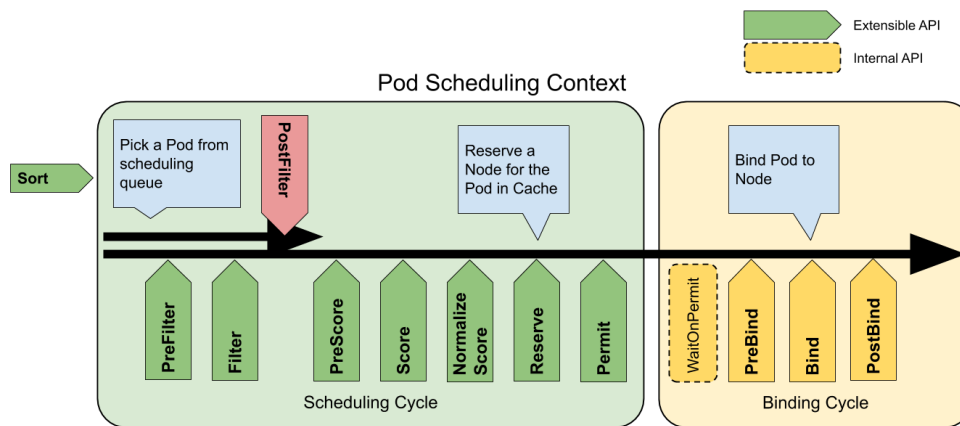 Extensible API
Internal API
Pod Scheduling Context
Sort
Pick a Pod from
scheduling
queue
PostFilter
Reserve a
Node for the
Pod in Cache
Bind Pod to
Node
PreFilter
Filter
PreScore
Score
Normalize
Score
Reserve
Permit
WaitOnPermit
PreBind
Bind
PostBind
Scheduling Cycle
Binding Cycle